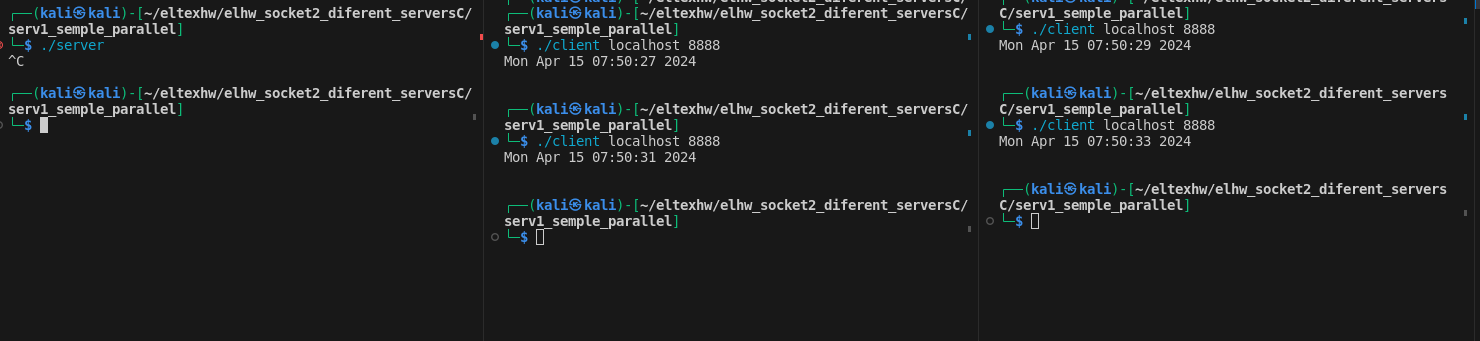 ┌──(kali㉿kali)-[~/eltexhw/elhw_socket2_diferent_serversC/
serv1_semple_parallel]
└─$ ./server
^C
┌──(kali㉿kali)-[~/eltexhw/elhw_socket2_diferent_serversC/
serv1_semple_parallel]
└─$
┌──(kali㉿kali)-[~/eltexhw/elhw_socket2_diferent_serversC/
serv1_semple_parallel]
└─$ ./client localhost 8888
Mon Apr 15 07:50:27 2024
┌──(kali㉿kali)-[~/eltexhw/elhw_socket2_diferent_serversC/
serv1_semple_parallel]
└─$ ./client localhost 8888
Mon Apr 15 07:50:31 2024
┌──(kali㉿kali)-[~/eltexhw/elhw_socket2_diferent_serversC/
serv1_semple_parallel]
└─$
C/serv1_semple_parallel]
└─$ ./client localhost 8888
Mon Apr 15 07:50:29 2024
┌──(kali㉿kali)-[~/eltexhw/elhw_socket2_diferent_servers
C/serv1_semple_parallel]
└─$ ./client localhost 8888
Mon Apr 15 07:50:33 2024
┌──(kali㉿kali)-[~/eltexhw/elhw_socket2_diferent_servers
C/serv1_semple_parallel]
└─$